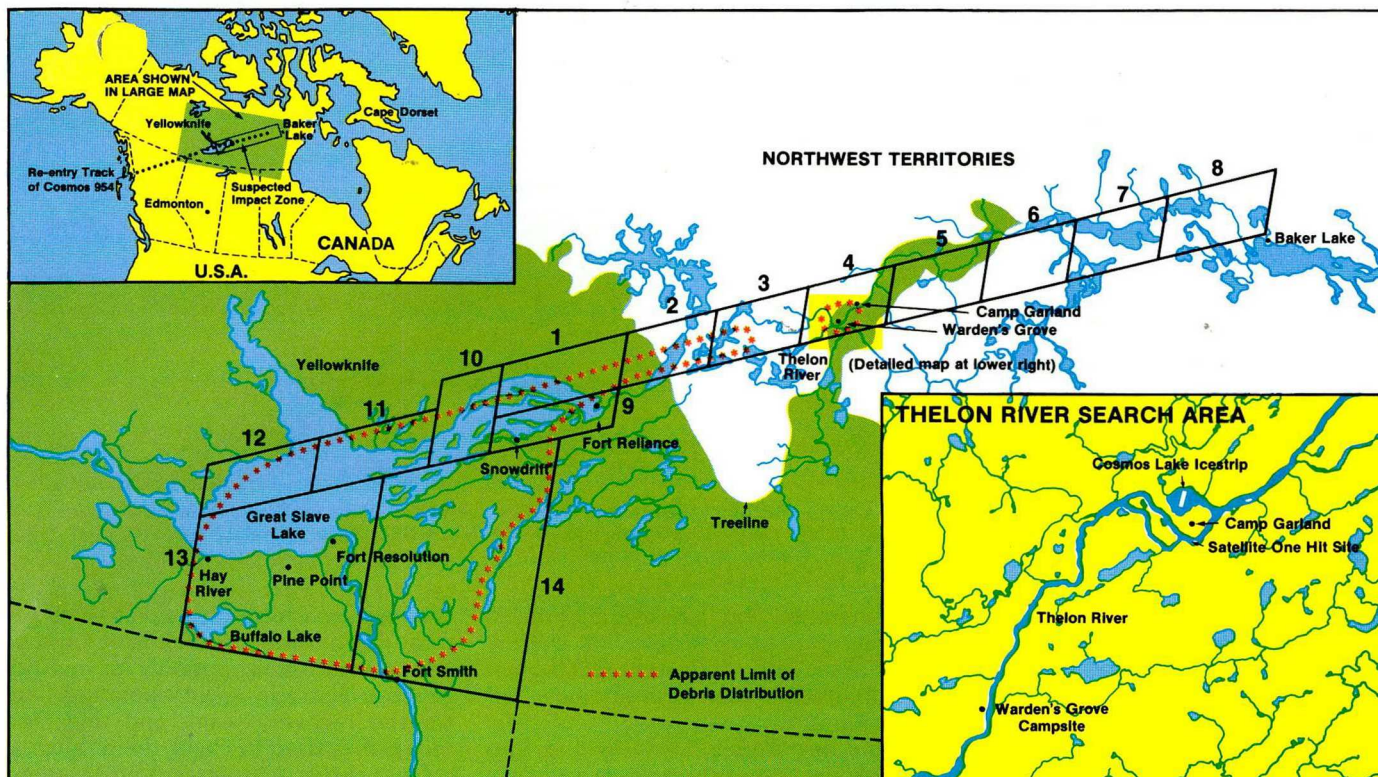 AREA SHOWN
IN LARGE MAP
Yellowknife
Baker
Lake
Cape Dorset
Re-entry Track
of Cosmos 954
Suspected
Impact Zone
Edmonton
CANADA
U.S.A.
NORTHWEST TERRITORIES
8
7
6
5
4
3
2
1
10
11
12
9
13
14
Baker Lake
Camp Garland
Warden's Grove
Thelon
River
(Detailed map at lower right)
Yellowknife
Fort Reliance
Snowdrift
Treeline
Great Slave
Lake
Fort Resolution
Hay
River
Pine Point
Buffalo Lake
Fort Smith
Apparent Limit of
Debris Distribution
THELON RIVER SEARCH AREA
Cosmos Lake Icestrip
Camp Garland
Satellite One Hit Site
Thelon River
Warden's Grove
Campsite